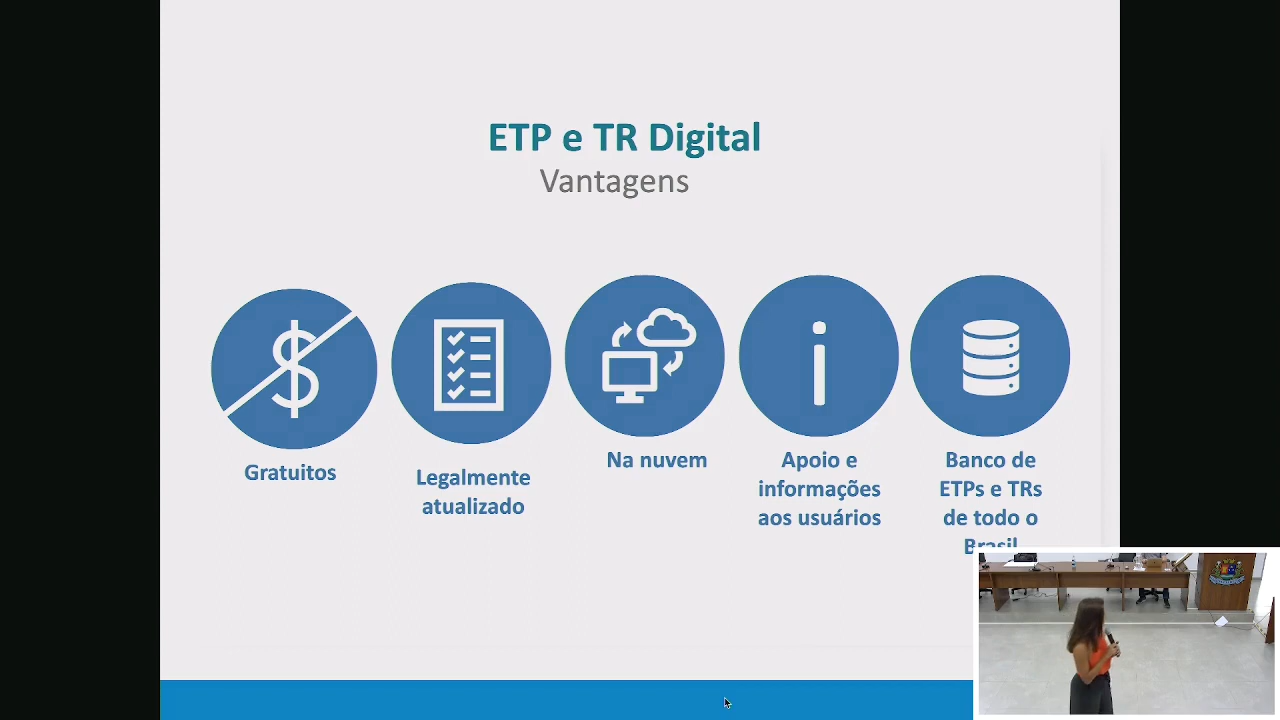 ETP e TR Digital
Vantagens
Gratuitos
Legalmente
atualizado
Na nuvem
Apoio e
informações
aos usuários
Banco de
ETPs e TRs
de todo o
Brasil